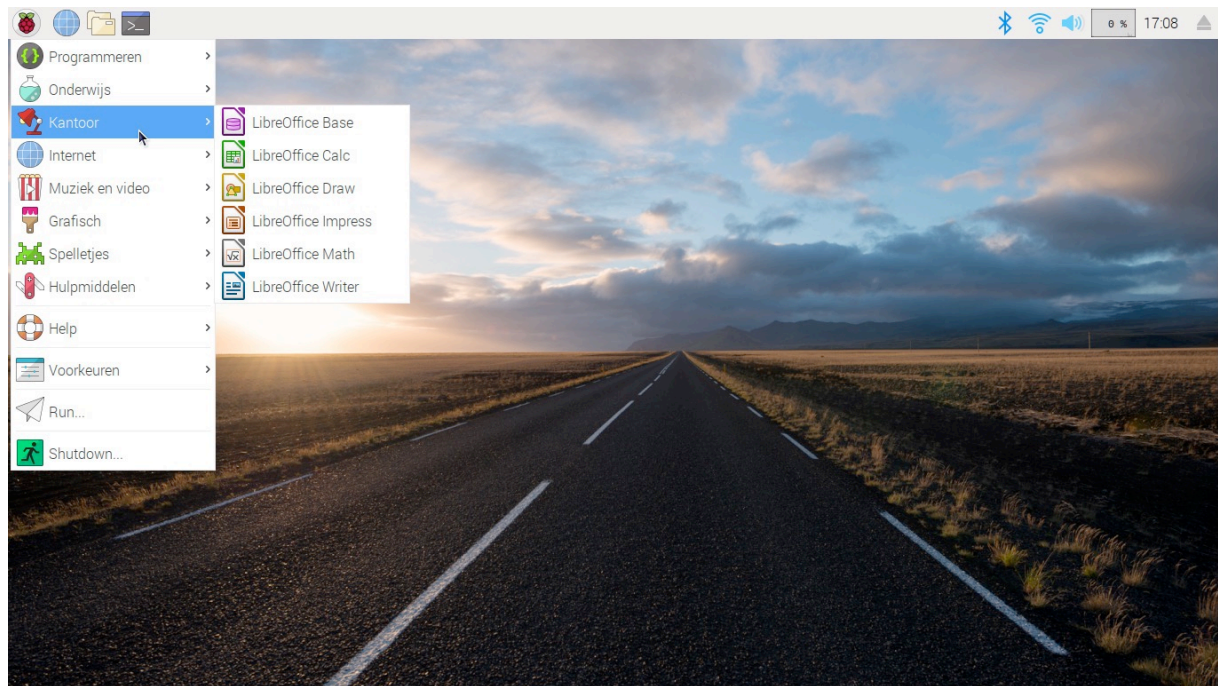 0 %
17:08
Programmeren
Onderwijs
Kantoor
Internet
Muziek en video
Grafisch
Spelletjes
Hulpmiddelen
Help
Voorkeuren
Run...
Shutdown...
LibreOffice Base
LibreOffice Calc
LibreOffice Draw
LibreOffice Impress
LibreOffice Math
LibreOffice Writer